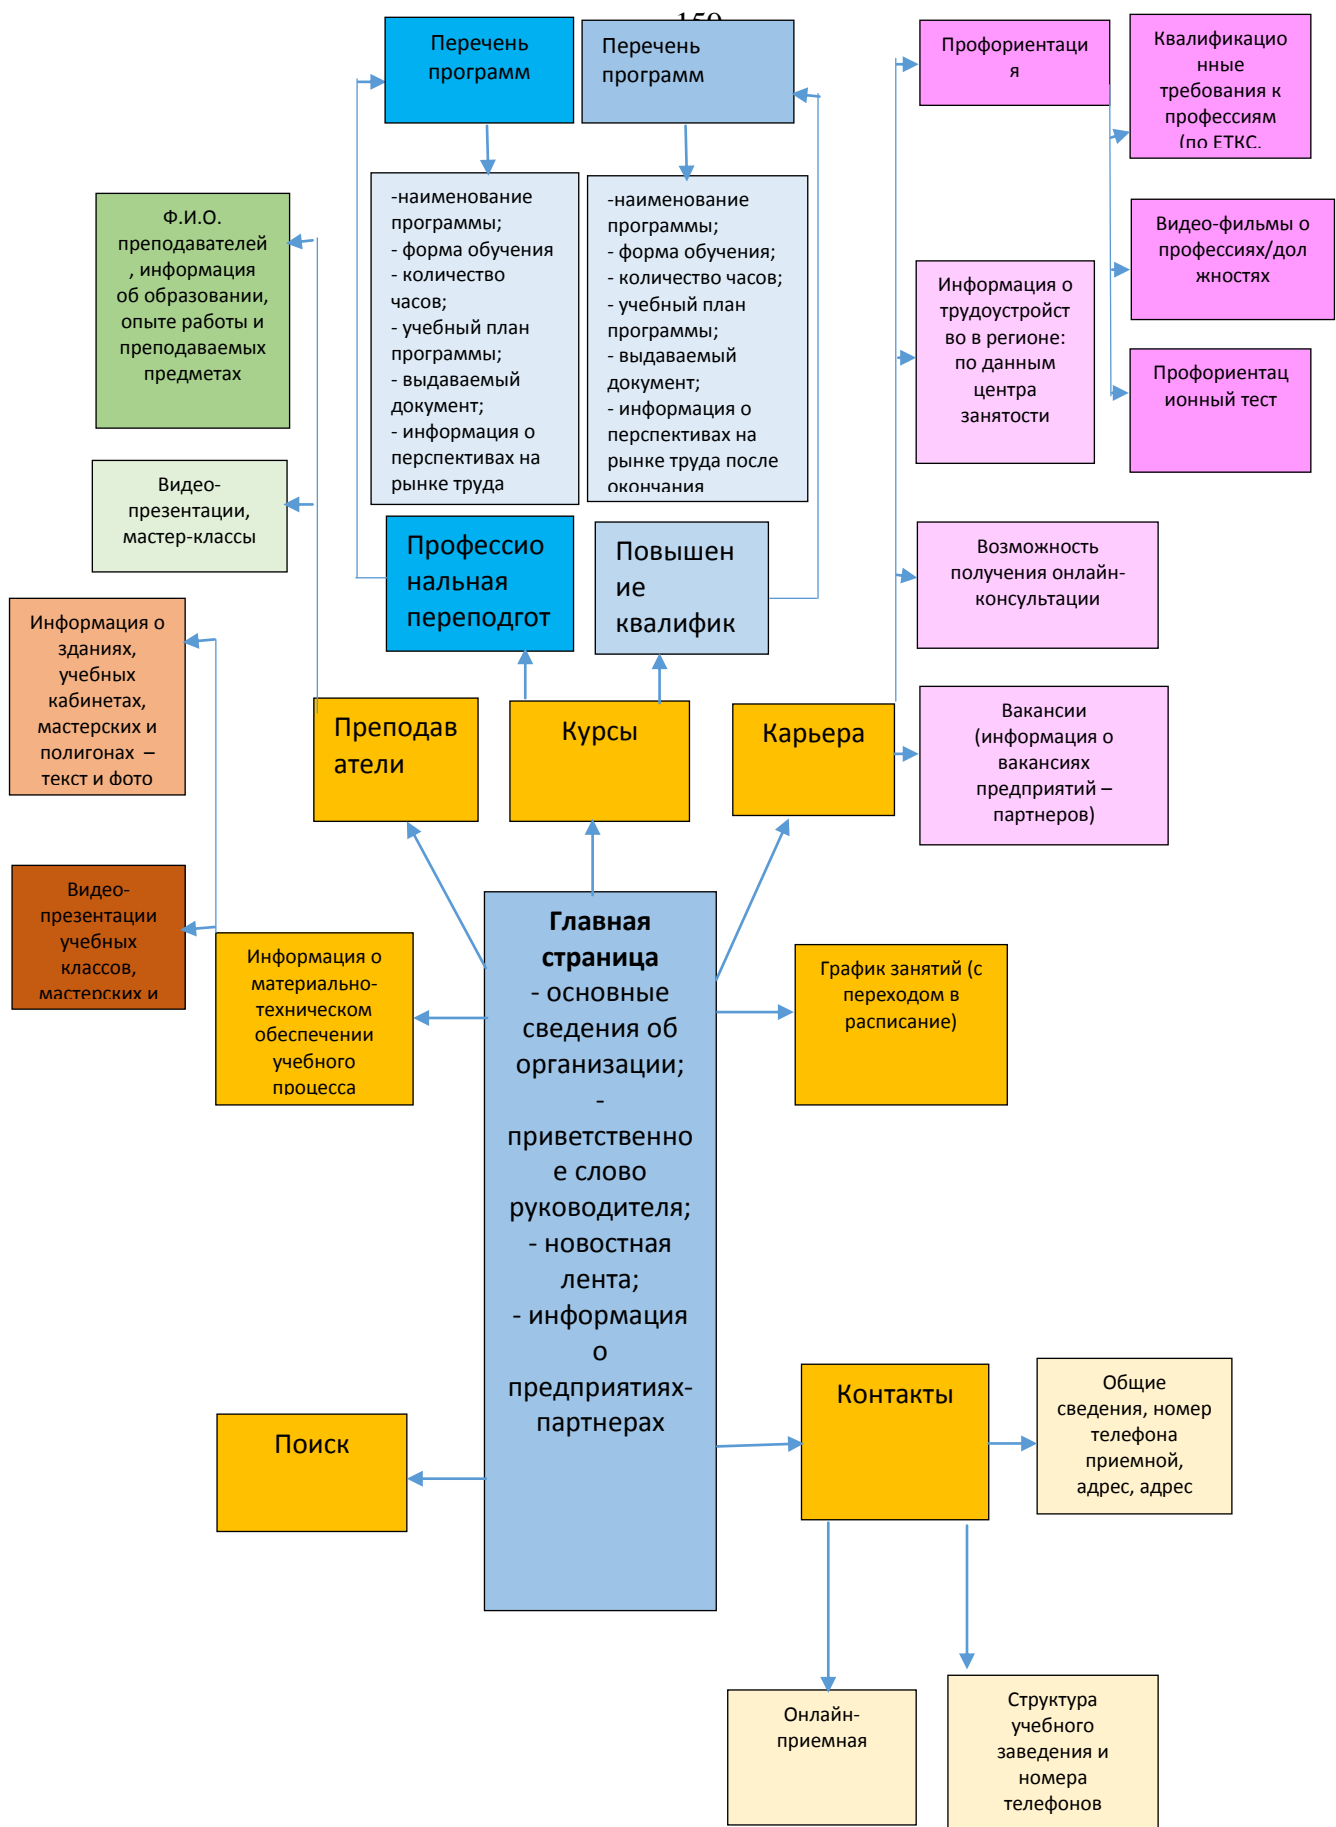 159
Перечень
программ
Перечень
программ
Профориентаци
я
Квалификацио
нные
требования к
профессиям
(по ЕТКС,
-наименование
программы;
- форма обучения
- количество
часов;
- учебный план
программы;
- выдаваемый
документ;
- информация о
перспективах на
рынке труда
-наименование
программы;
- форма обучения;
- количество часов;
- учебный план
программы;
- выдаваемый
документ;
- информация о
перспективах на
рынке труда после
окончания
Ф.И.О.
преподавателей
, информация
об образовании,
опыте работы и
преподаваемых
предметах
Видео-фильмы о
профессиях/дол
жностях
Информация о
трудоустройст
во в регионе:
по данным
центра
занятости
Профориентац
ионный тест
Видео-
презентации,
мастер-классы
Профессио
нальная
переподгот
Повышен
ие
квалифик
Возможность
получения онлайн-
консультации
Информация о
зданиях,
учебных
кабинетах,
мастерских и
полигонах –
текст и фото
Преподав
атели
Курсы
Карьера
Вакансии
(информация о
вакансиях
предприятий –
партнеров)
Видео-
презентации
учебных
классов,
мастерских и
Информация о
материально-
техническом
обеспечении
учебного
процесса
Главная
страница
- основные
сведения об
организации;
-
приветственно
е слово
руководителя;
- новостная
лента;
- информация
о
предприятиях-
партнерах
График занятий (с
переходом в
расписание)
Поиск
Контакты
Общие
сведения, номер
телефона
приемной,
адрес, адрес
Онлайн-
приемная
Структура
учебного
заведения и
номера
телефонов